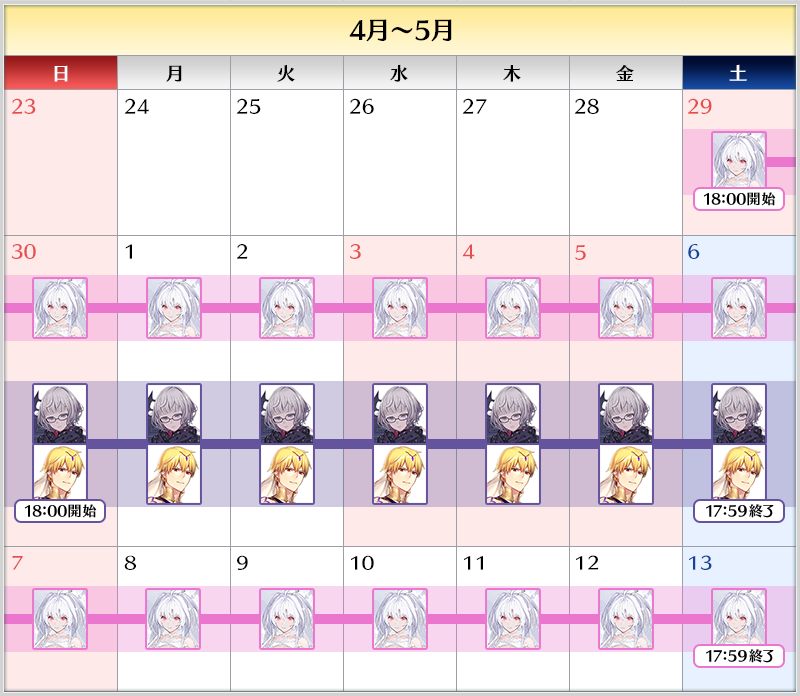 4月～5月
日 月 火 水 木 金 土
23 24 25 26 27 28 29
18:00開始
30 1 2 3 4 5 6
18:00開始 17:59終了
7 8 9 10 11 12 13
17:59終了